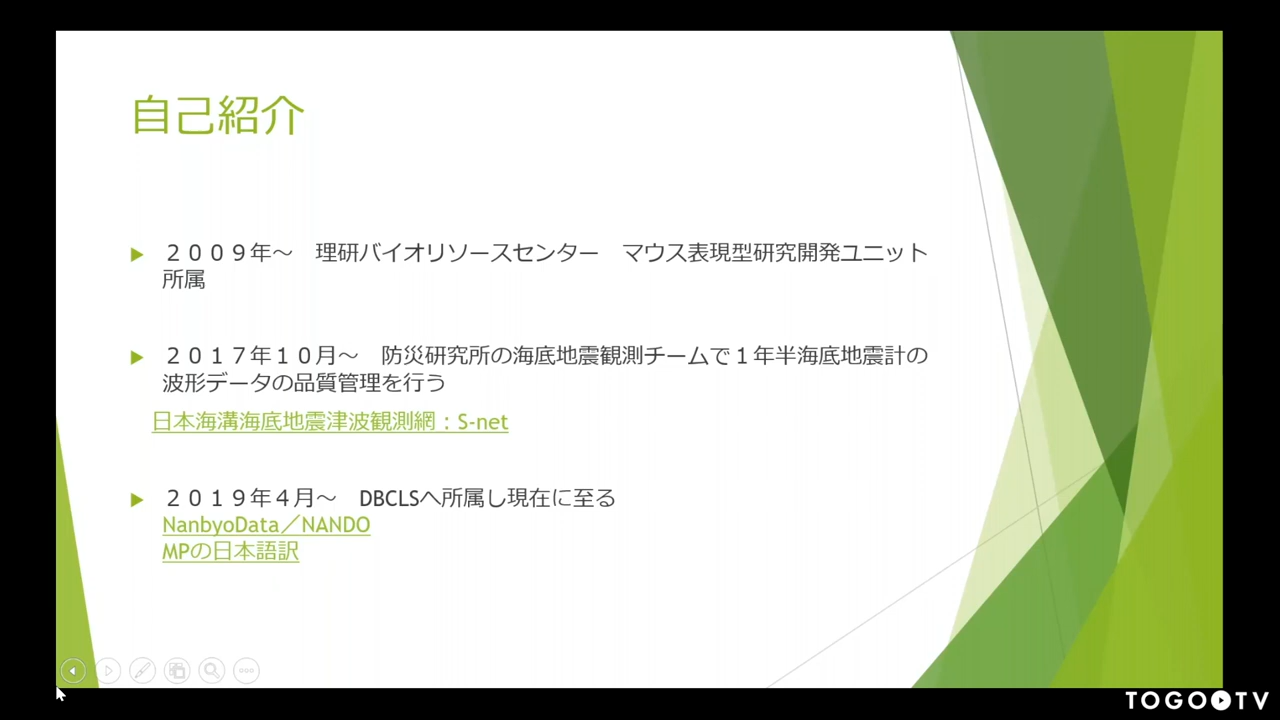 自己紹介
２００９年～　理研バイオリソースセンター　マウス表現型研究開発ユニット
所属
２０１７年１０月～　防災研究所の海底地震観測チームで１年半海底地震計の
波形データの品質管理を行う
日本海溝海底地震津波観測網：S-net
２０１９年４月～　DBCLSへ所属し現在に至る
NanbyoData／NANDO
MPの日本語訳
TOGOTV